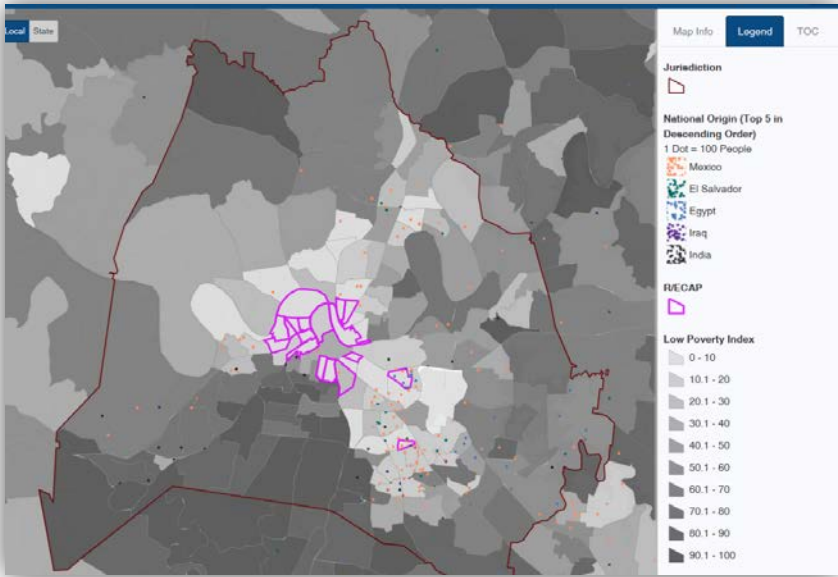 Local State
Map Info Legend TOC
Jurisdiction
National Origin (Top 5 in
Descending Order)
1 Dot = 100 People
Mexico
El Salvador
Egypt
Iraq
India
R/ECAP
Low Poverty Index
0 - 10
10.1 - 20
20.1 - 30
30.1 - 40
40.1 - 50
50.1 - 60
60.1 - 70
70.1 - 80
80.1 - 90
90.1 - 100